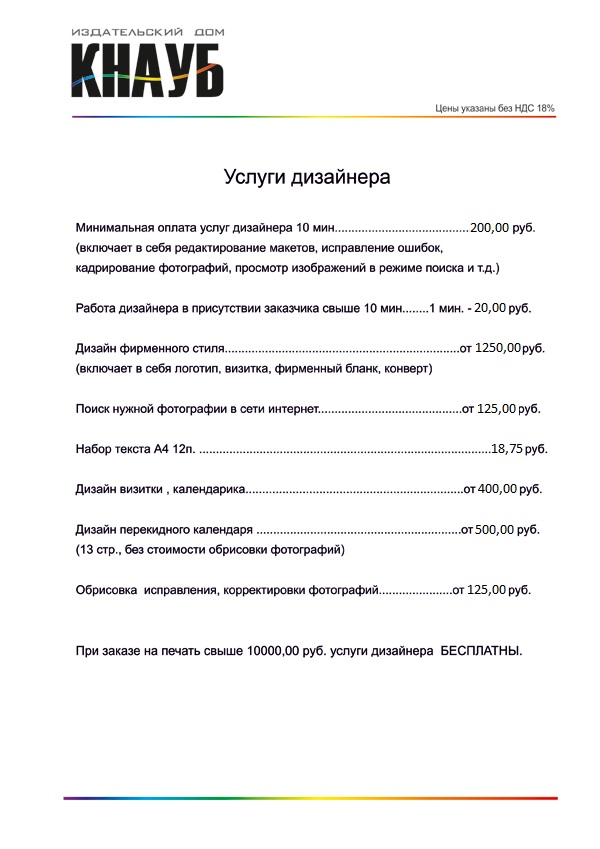 ИЗДАТЕЛЬСКИЙ ДОМ
КНАУБ
Цены указаны без НДС 18%
Услуги дизайнера
Минимальная оплата услуг дизайнера 10 мин........................................200,00 руб.
(включает в себя редактирование макетов, исправление ошибок,
кадрирование фотографий, просмотр изображений в режиме поиска и т.д.)
Работа дизайнера в присутствии заказчика свыше 10 мин........1 мин. - 20,00 руб.
Дизайн фирменного стиля......................................................................от 1250,00 руб.
(включает в себя логотип, визитка, фирменный бланк, конверт)
Поиск нужной фотографии в сети интернет...........................................от 125,00 руб.
Набор текста А4 12п. .......................................................................................18,75 руб.
Дизайн визитки , календарика.................................................................от 400,00 руб.
Дизайн перекидного календаря .............................................................от 500,00 руб.
(13 стр., без стоимости обрисовки фотографий)
Обрисовка  исправления, корректировки фотографий......................от 125,00 руб.
При заказе на печать свыше 10000,00 руб. услуги дизайнера  БЕСПЛАТНЫ.